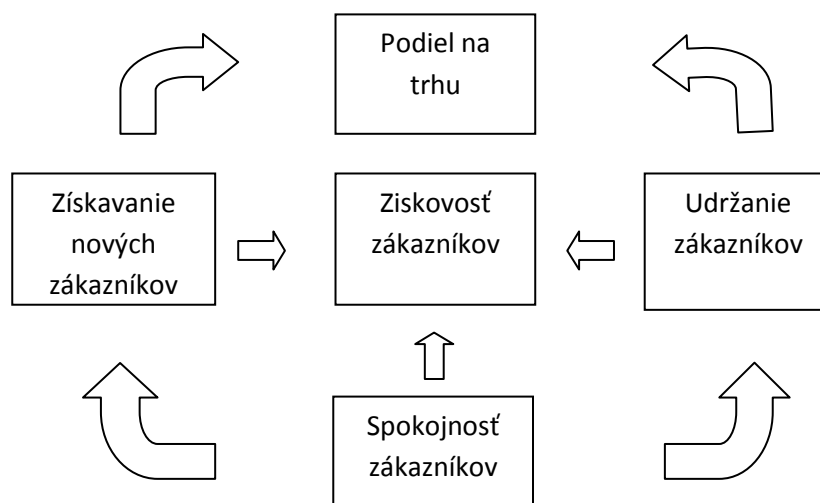 Podiel na
trhu
Získavanie
nových
zákazníkov
Ziskovosť
zákazníkov
Udržanie
zákazníkov
Spokojnosť
zákazníkov